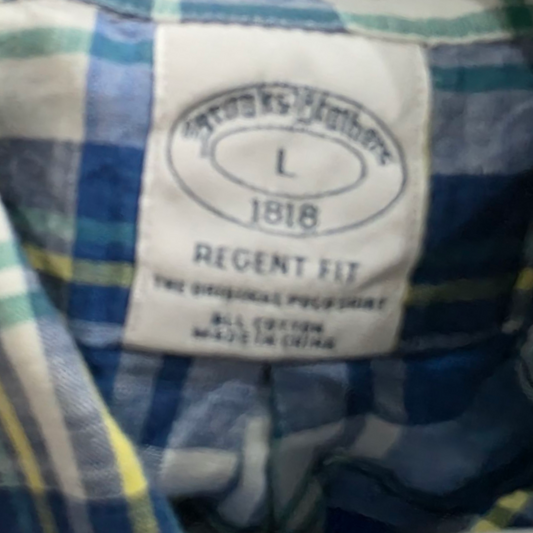 Brooks Brothers
L
1818
REGENT FIT
THE ORIGINAL POLO SHIRT
ALL COTTON
MADE IN CHINA